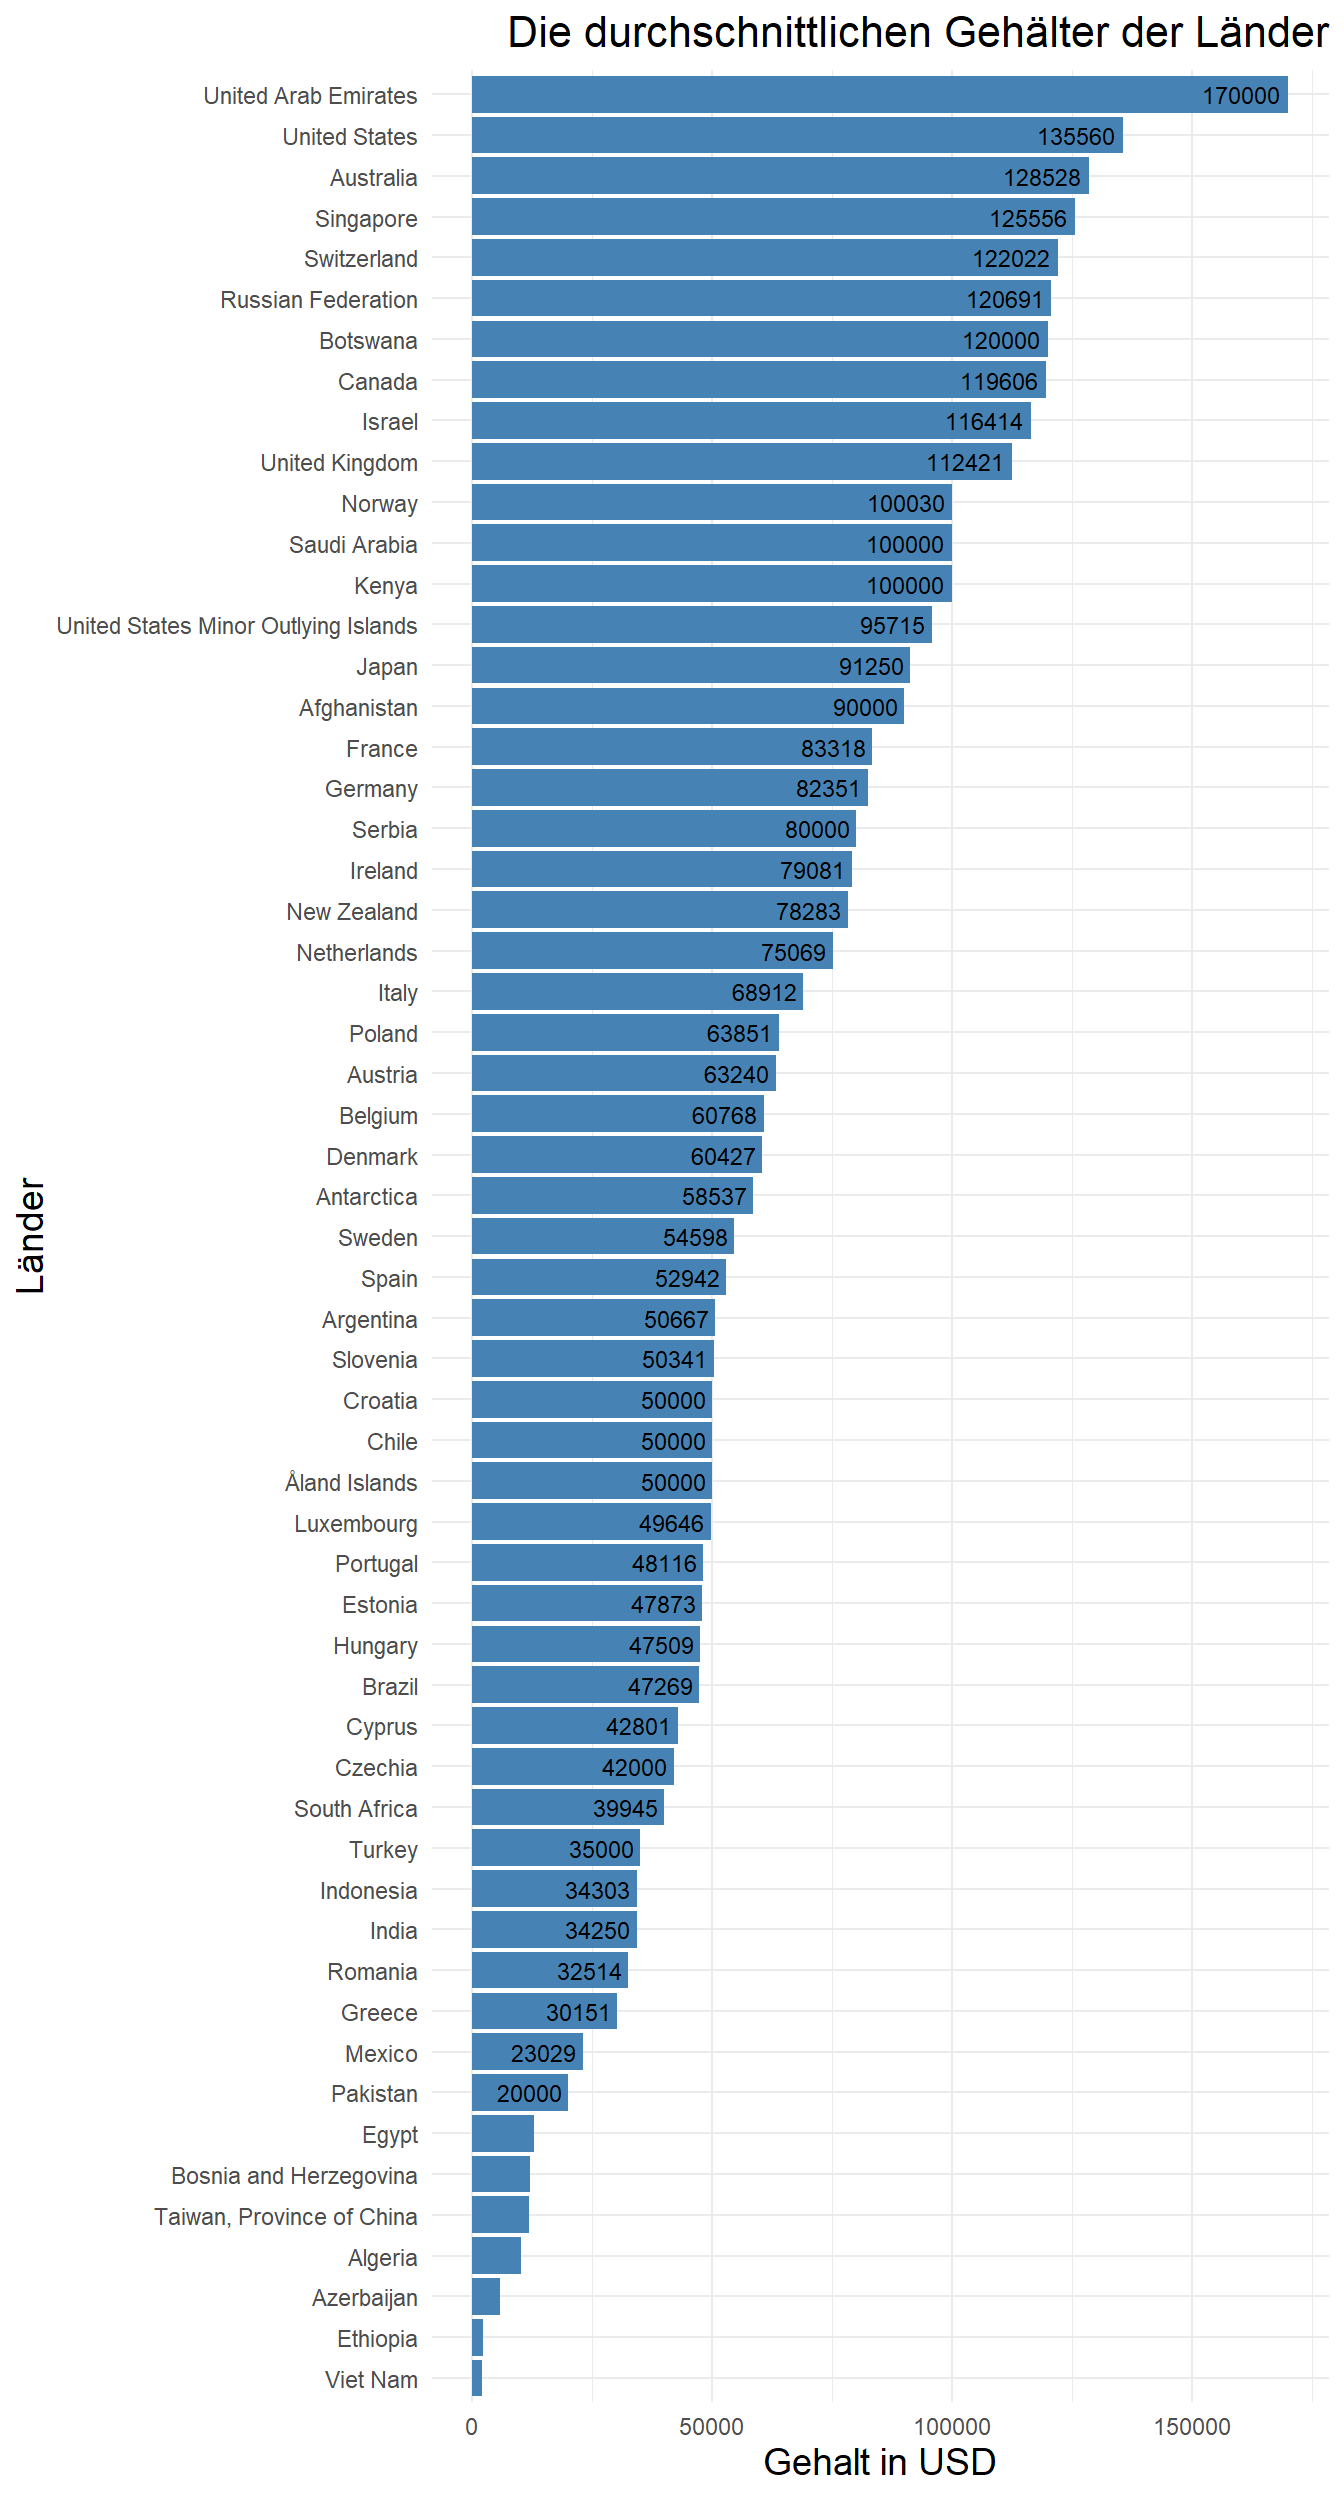 Die durchschnittlichen Gehälter der Länder
United Arab Emirates 170000
United States 135560
Australia 128528
Singapore 125556
Switzerland 122022
Russian Federation 120691
Botswana 120000
Canada 119606
Israel 116414
United Kingdom 112421
Norway 100030
Saudi Arabia 100000
Kenya 100000
United States Minor Outlying Islands 95715
Japan 91250
Afghanistan 90000
France 83318
Germany 82351
Serbia 80000
Ireland 79081
New Zealand 78283
Netherlands 75069
Italy 68912
Poland 63851
Austria 63240
Belgium 60768
Denmark 60427
Antarctica 58537
Sweden 54598
Spain 52942
Argentina 50667
Slovenia 50341
Croatia 50000
Chile 50000
Åland Islands 50000
Luxembourg 49646
Portugal 48116
Estonia 47873
Hungary 47509
Brazil 47269
Cyprus 42801
Czechia 42000
South Africa 39945
Turkey 35000
Indonesia 34303
India 34250
Romania 32514
Greece 30151
Mexico 23029
Pakistan 20000
Egypt
Bosnia and Herzegovina
Taiwan, Province of China
Algeria
Azerbaijan
Ethiopia
Viet Nam
0 50000 100000 150000
Gehalt in USD
Länder